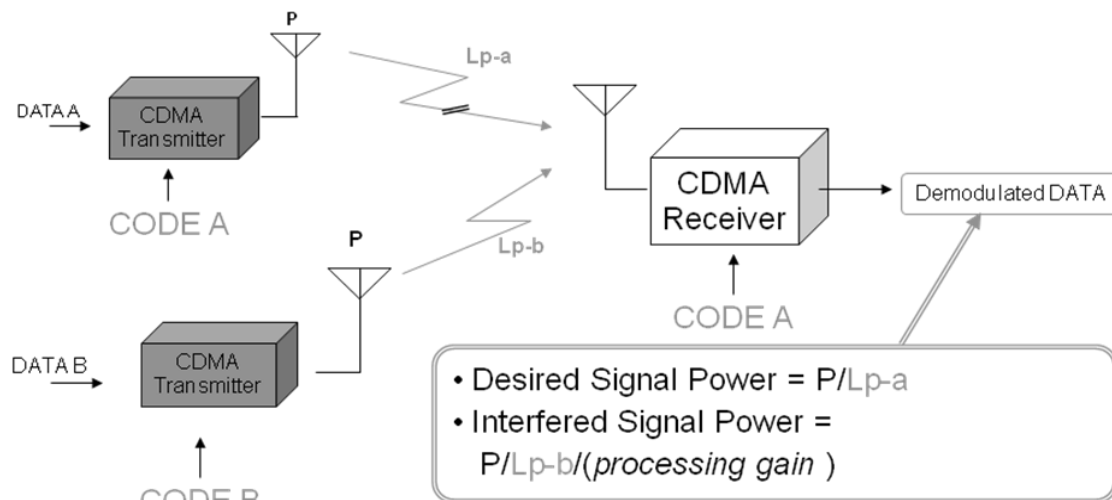 P
Lp-a
DATA A
CDMA
Transmitter
CODE A
P
Lp-b
CDMA
Receiver
Demodulated DATA
CODE A
DATA B
CDMA
Transmitter
CODE B
• Desired Signal Power = P/Lp-a
• Interfered Signal Power =
P/Lp-b/(processing gain )